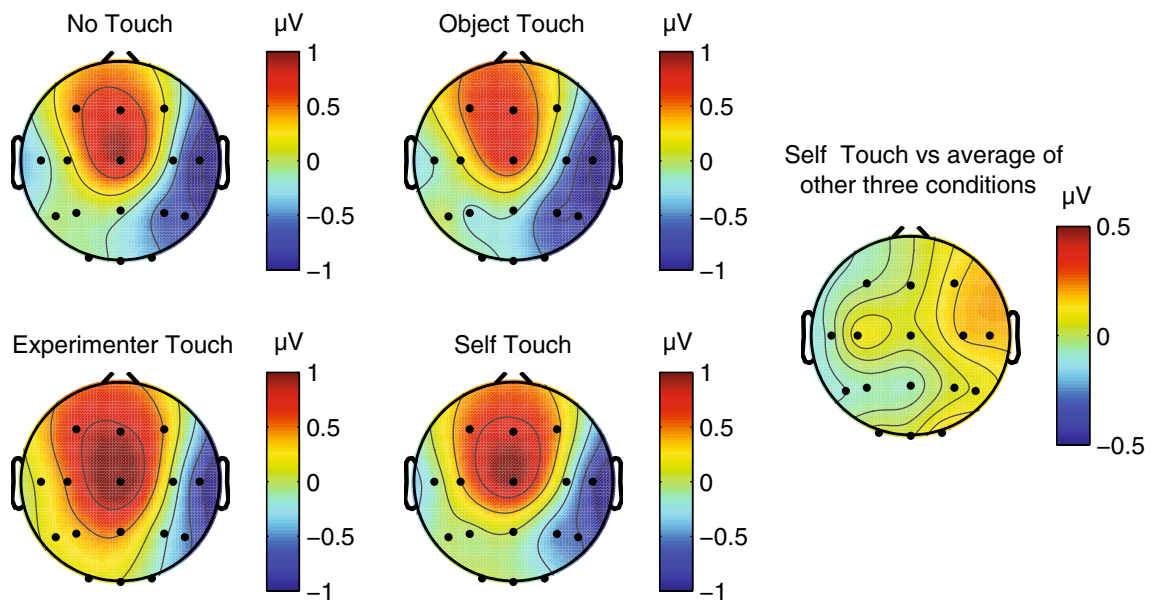 No Touch
µV
1
0.5
0
−0.5
−1
Object Touch
µV
1
0.5
0
−0.5
−1
Experimenter Touch
µV
1
0.5
0
−0.5
−1
Self Touch
µV
1
0.5
0
−0.5
−1
Self Touch vs average of
other three conditions
µV
0.5
0
−0.5